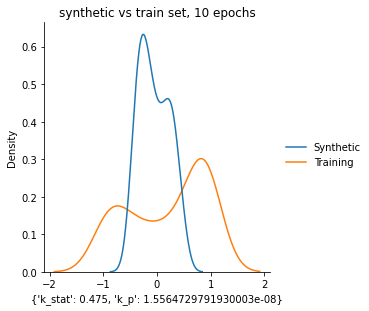 synthetic vs train set, 10 epochs
0.6
0.5
0.4
0.3
0.2
0.1
0.0
Density
Synthetic
Training
−2 −1 0 1 2
{'k_stat': 0.475, 'k_p': 1.5564729791930003e-08}